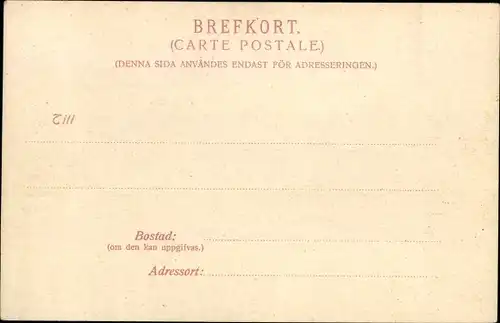 BREFKORT.
(CARTE POSTALE.)
(DENNA SIDA ANVÄNDES ENDAST FÖR ADRESSERINGEN.)
Till
Bostad:
(om den kan uppgifvas.)
Adressort: